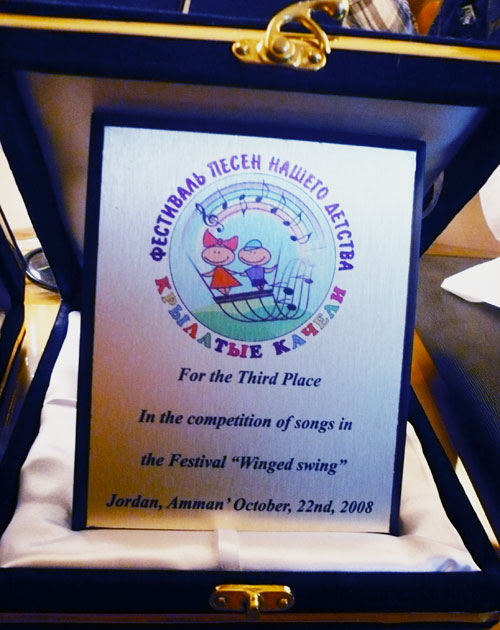 ФЕСТИВАЛЬ ПЕСЕН НАШЕГО ДЕТСТВА
КРЫЛАТЫЕ КАЧЕЛИ
For the Third Place
In the competition of songs in
the Festival “Winged swing”
Jordan, Amman’ October, 22nd, 2008